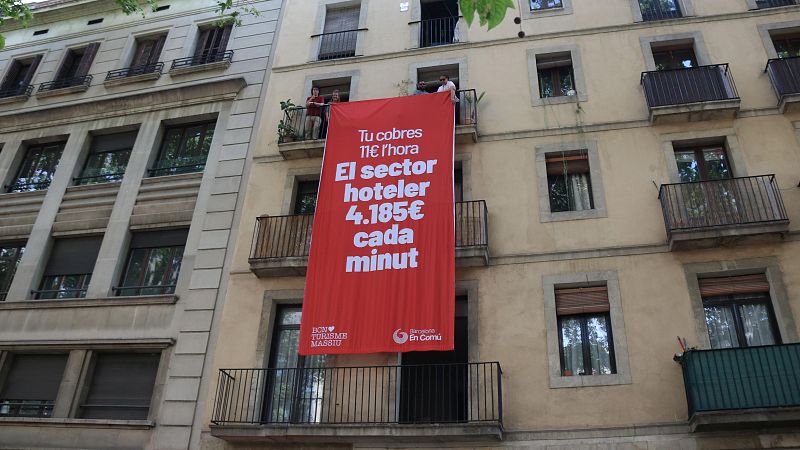 Tu cobres
11€ l'hora
El sector
hoteler
4.185€
cada
minut
BCN♥
TURISME
MASSIU
Barcelona
En Comú